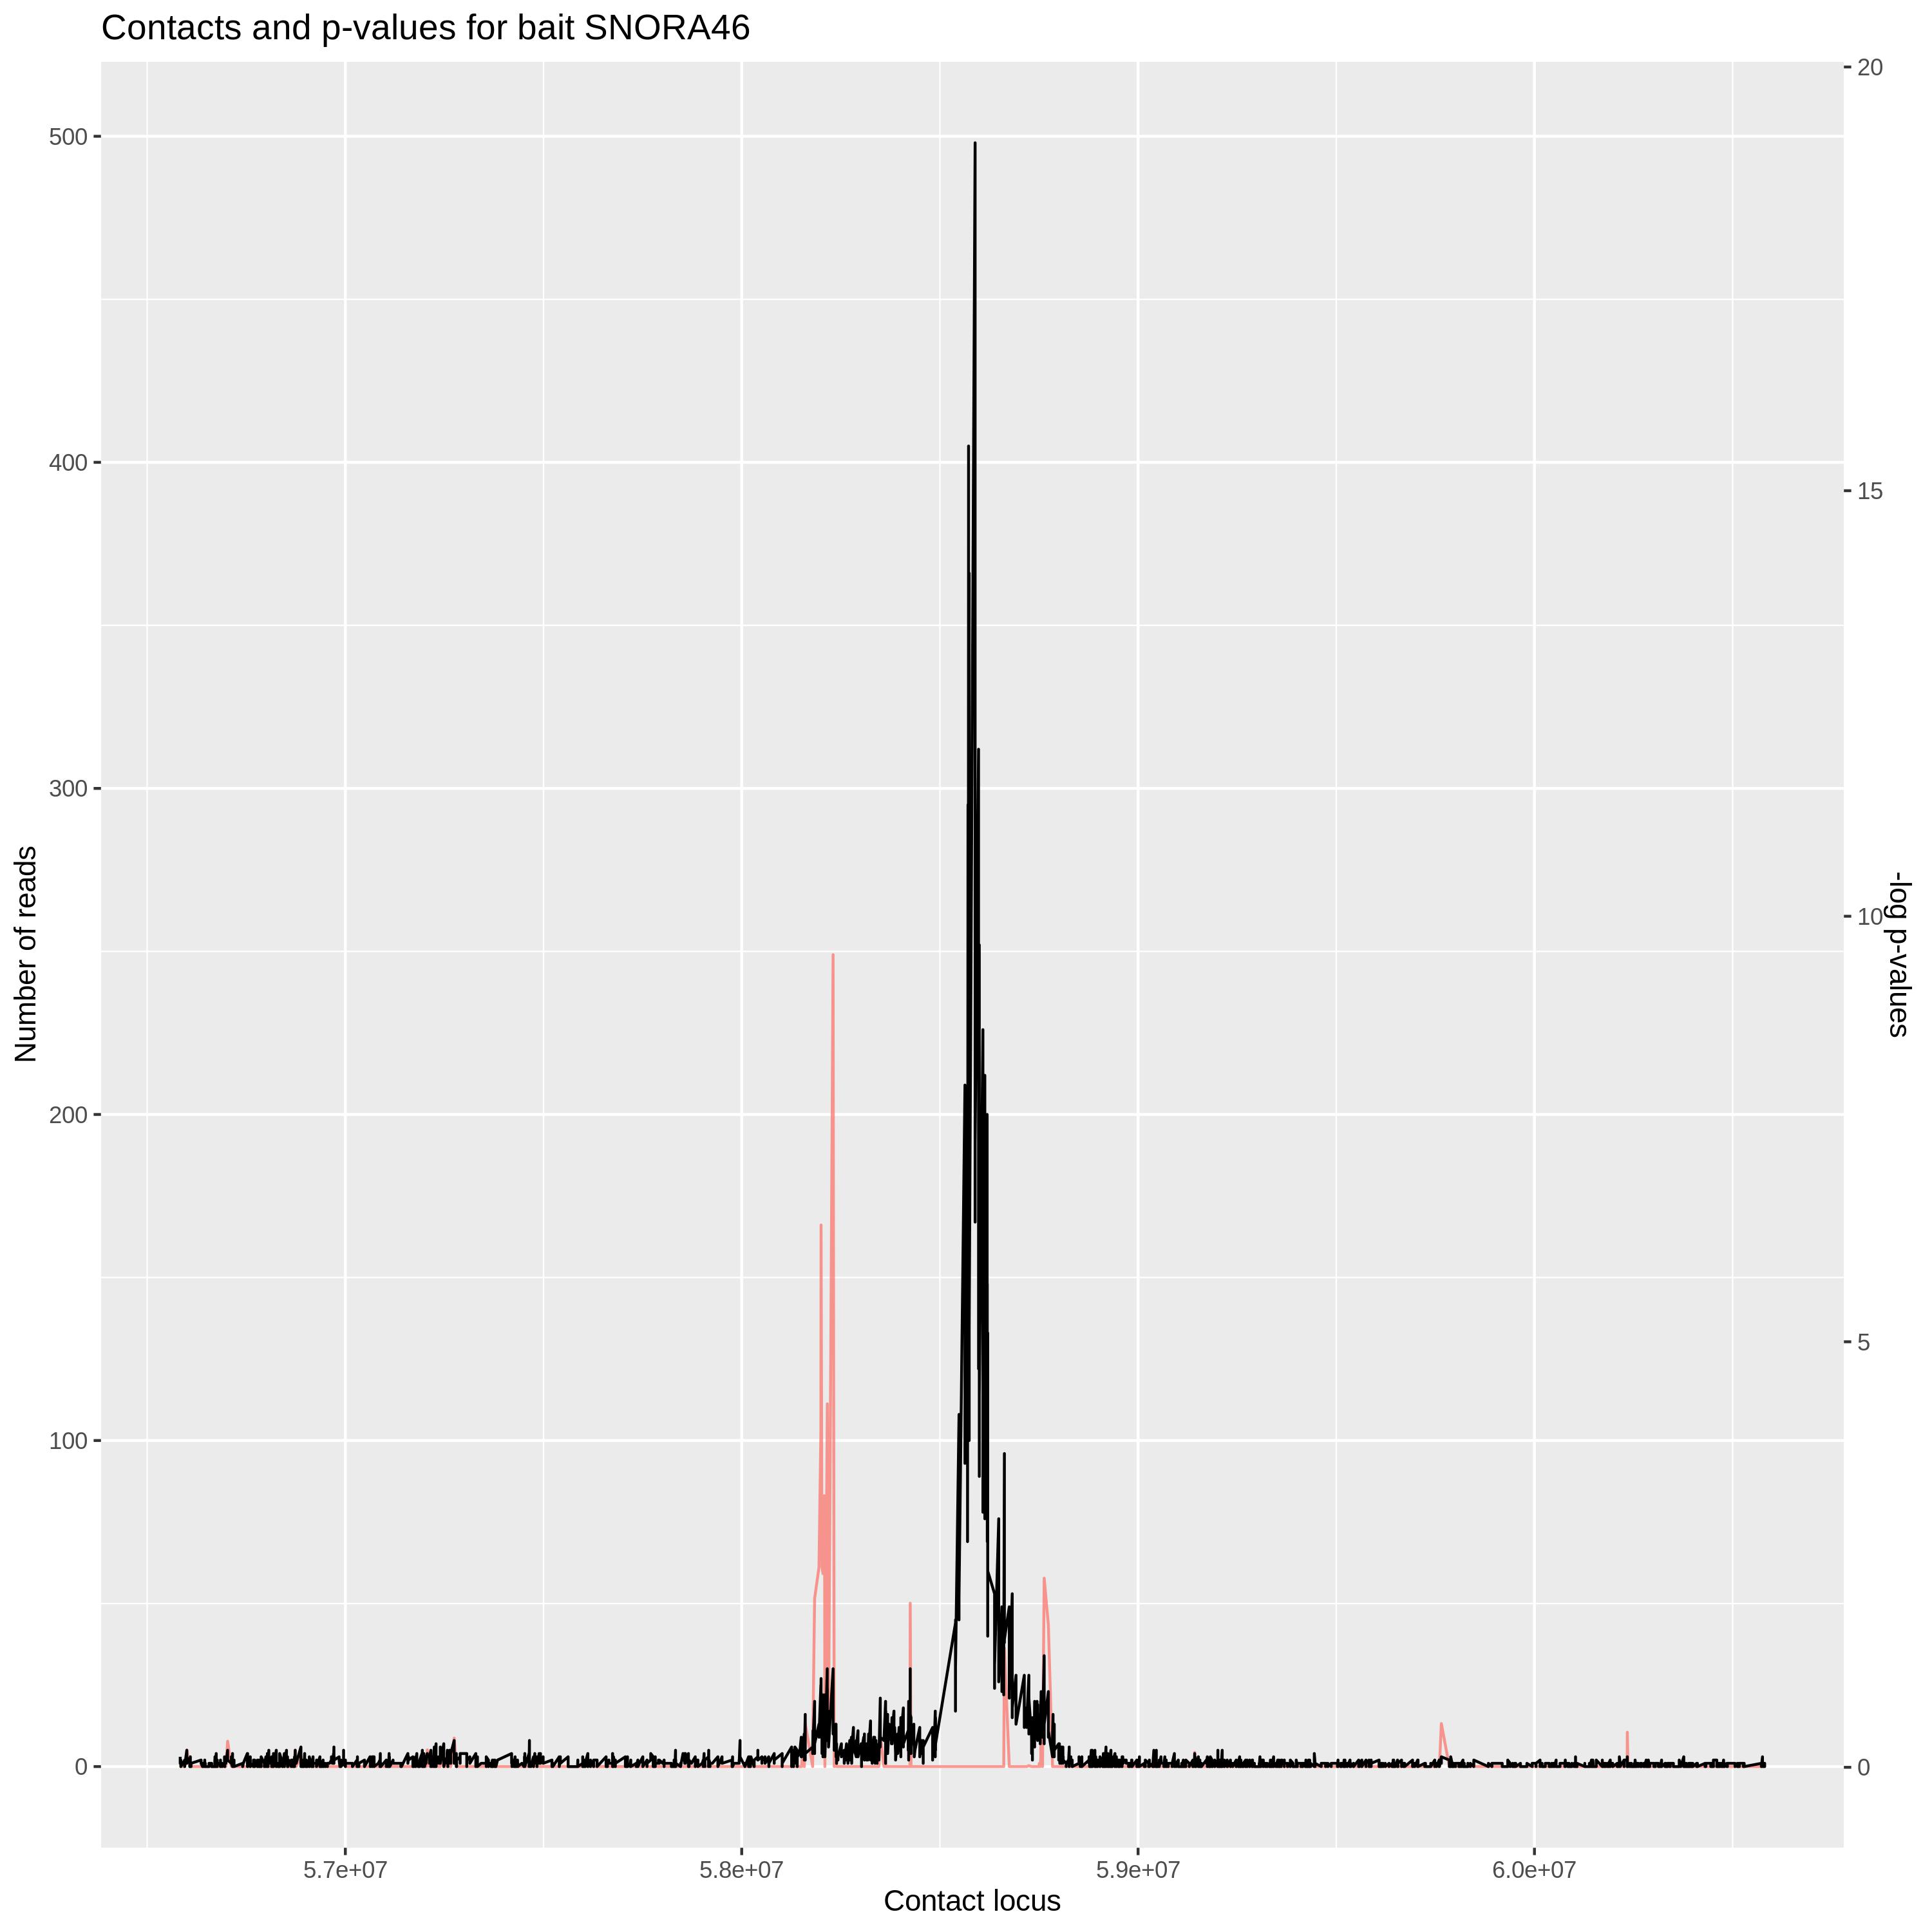 Contacts and p-values for bait SNORA46
500
400
300
200
100
0
Number of reads
20
15
10
5
0
-log p-values
5.7e+07
5.8e+07
5.9e+07
6.0e+07
Contact locus